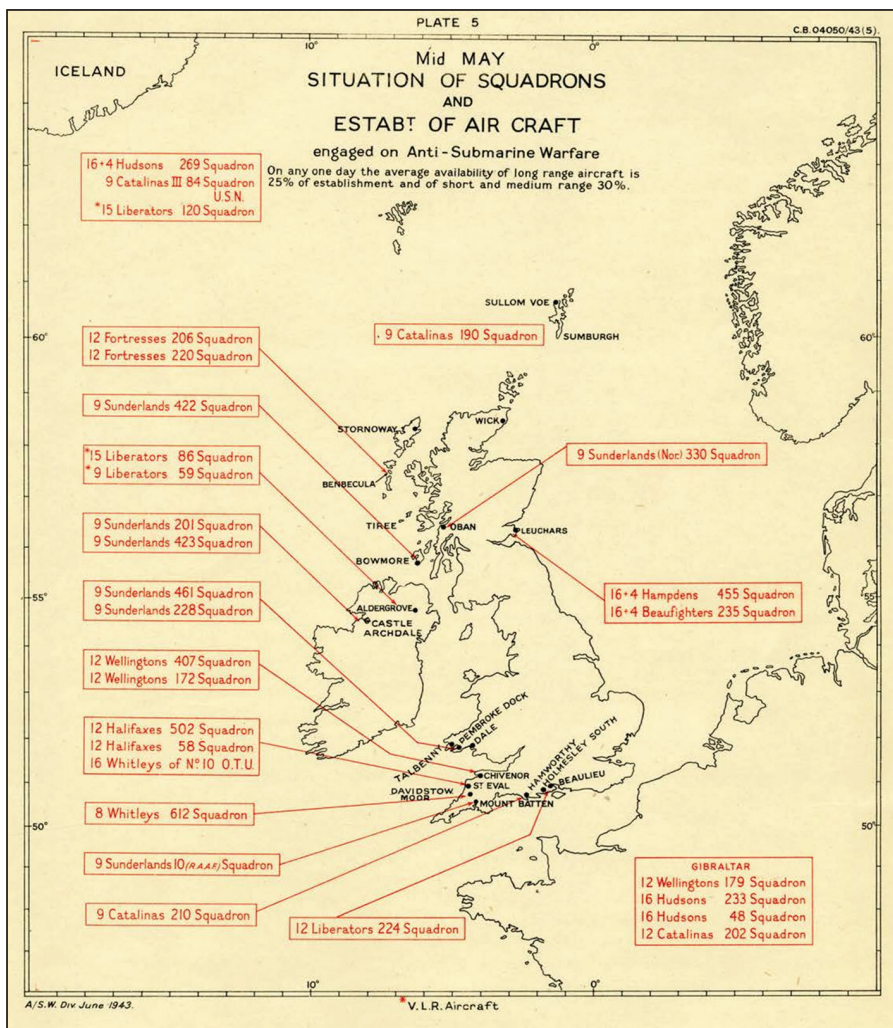 PLATE 5
C.B. 04050/43 (5).
10°
0°
ICELAND
Mid MAY
SITUATION OF SQUADRONS
AND
ESTABT. OF AIR CRAFT
engaged on Anti-Submarine Warfare
On any one day the average availability of long range aircraft is
25% of establishment and of short and medium range 30%.
16+4 Hudsons 269 Squadron
9 Catalinas III 84 Squadron
U.S.N.
*15 Liberators 120 Squadron
SULLOM VOE
SUMBURGH
9 Catalinas 190 Squadron
60°
60°
12 Fortresses 206 Squadron
12 Fortresses 220 Squadron
9 Sunderlands 422 Squadron
STORNOWAY
WICK
*15 Liberators 86 Squadron
*9 Liberators 59 Squadron
9 Sunderlands (Nor.) 330 Squadron
BENBECULA
TIREE
OBAN
LEUCHARS
9 Sunderlands 201 Squadron
9 Sunderlands 423 Squadron
BOWMORE
9 Sunderlands 461 Squadron
9 Sunderlands 228 Squadron
16+4 Hampdens 455 Squadron
16+4 Beaufighters 235 Squadron
55°
55°
ALDERGROVE
CASTLE
ARCHDALE
12 Wellingtons 407 Squadron
12 Wellingtons 172 Squadron
12 Halifaxes 502 Squadron
12 Halifaxes 58 Squadron
16 Whitleys of No 10 O.T.U.
TALBENNY
PEMBROKE DOCK
DALE
HAMWORTHY
HOLMESLEY SOUTH
BEAULIEU
CHIVENOR
ST EVAL
DAVIDSTOW
MOOR
MOUNT BATTEN
8 Whitleys 612 Squadron
50°
50°
9 Sunderlands 10 (R.A.A.F.) Squadron
9 Catalinas 210 Squadron
12 Liberators 224 Squadron
GIBRALTAR
12 Wellingtons 179 Squadron
16 Hudsons 233 Squadron
16 Hudsons 48 Squadron
12 Catalinas 202 Squadron
10°
0°
A/S.W. Div. June 1943.
*V.L.R. Aircraft